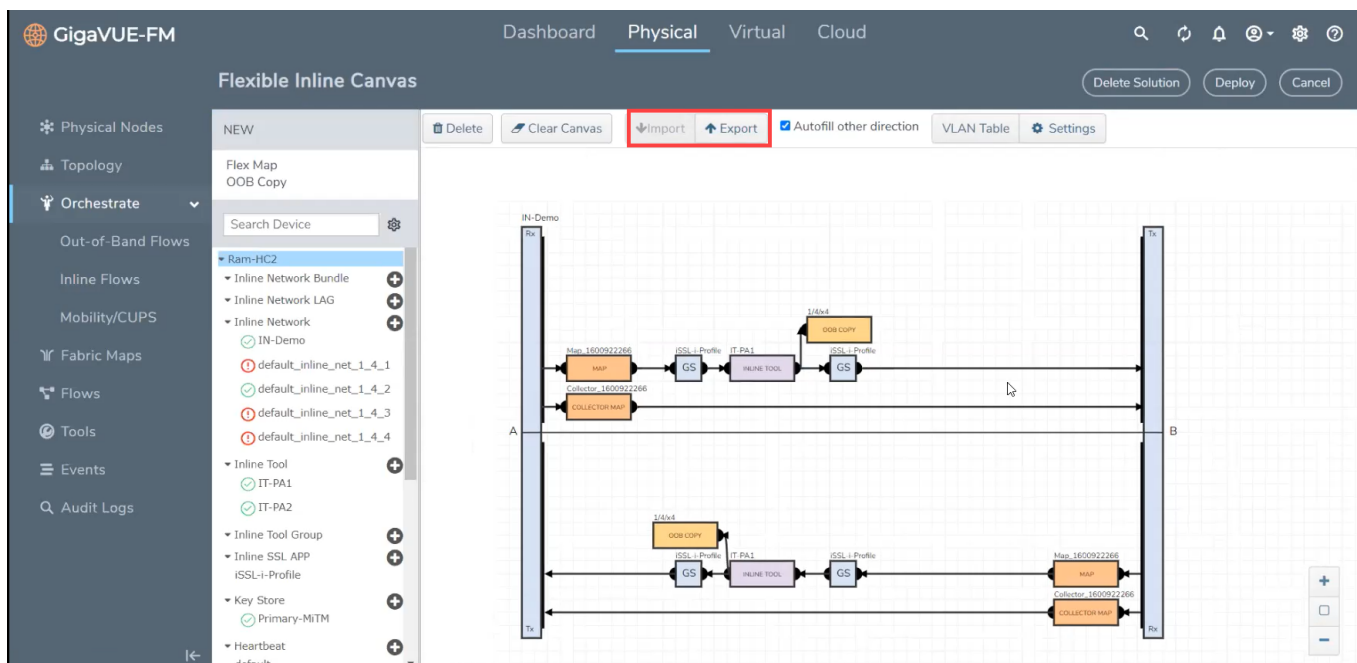 GigaVUE-FM
Dashboard Physical Virtual Cloud
Flexible Inline Canvas
Delete Solution Deploy Cancel
Physical Nodes
Topology
Orchestrate
Out-of-Band Flows
Inline Flows
Mobility/CUPS
Fabric Maps
Flows
Tools
Events
Audit Logs
NEW
Flex Map
OOB Copy
Search Device
Ram-HC2
Inline Network Bundle
Inline Network LAG
Inline Network
IN-Demo
default_inline_net_1_4_1
default_inline_net_1_4_2
default_inline_net_1_4_3
default_inline_net_1_4_4
Inline Tool
IT-PA1
IT-PA2
Inline Tool Group
Inline SSL APP
iSSL-i-Profile
Key Store
Primary-MiTM
Heartbeat
default
Delete Clear Canvas Import Export Autofill other direction VLAN Table Settings
IN-Demo
Rx Tx
1/4/x4
OOB COPY
Map_1600922266 iSSL-i-Profile IT-PA1 iSSL-i-Profile
MAP GS INLINE TOOL GS
Collector_1600922266
COLLECTOR MAP
A B
1/4/x4
OOB COPY
iSSL-i-Profile IT-PA1 iSSL-i-Profile Map_1600922266
GS INLINE TOOL GS MAP
Collector_1600922266
COLLECTOR MAP
Tx Rx